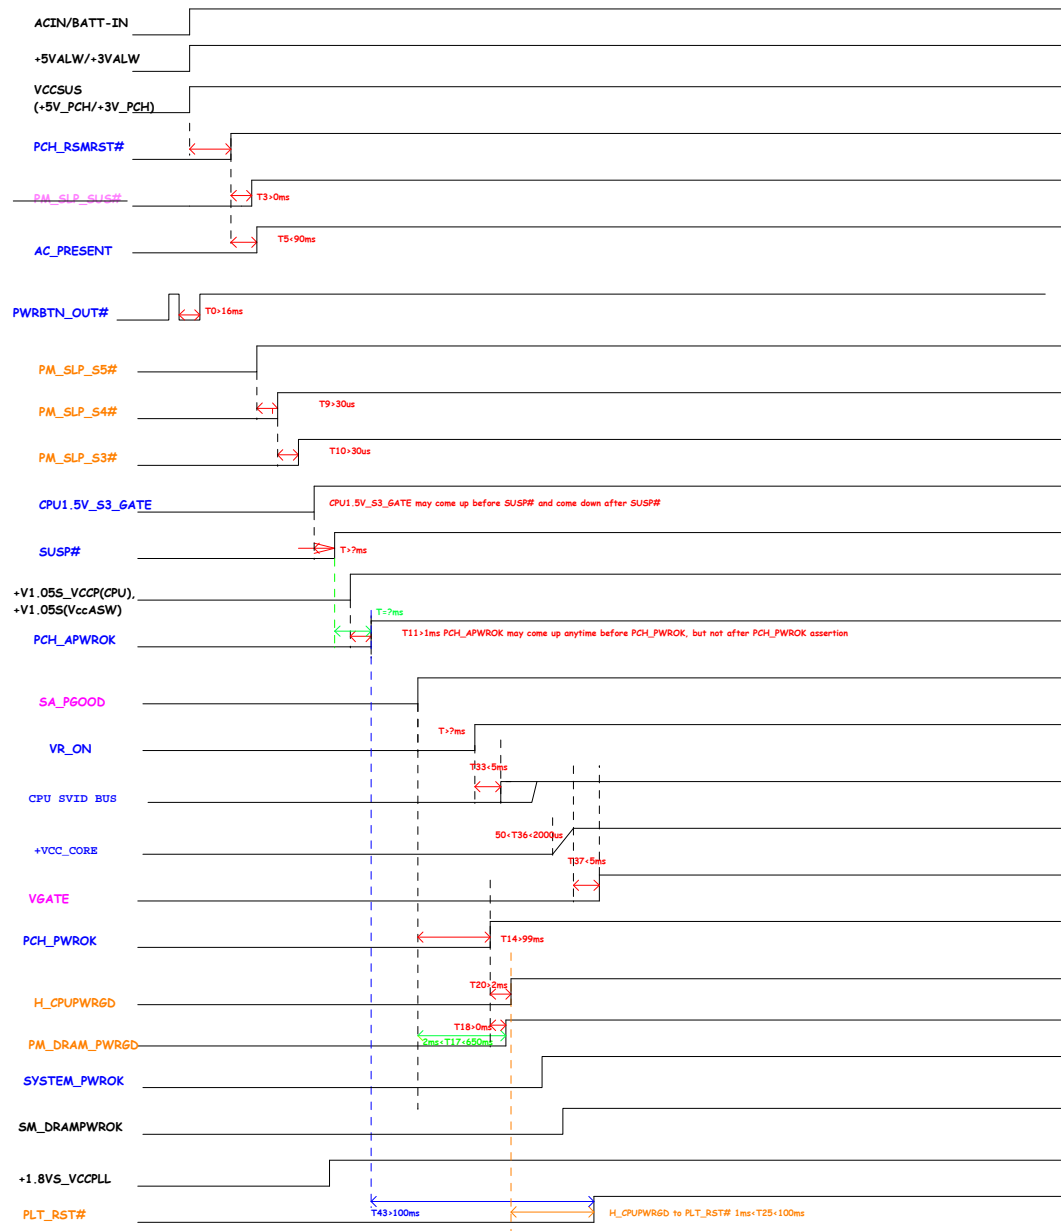 ACIN/BATT-IN
+5VALW/+3VALW
VCCSUS
(+5V_PCH/+3V_PCH)
PCH_RSMRST#
PM_SLP_SUS#
T3>0ms
T5<90ms
AC_PRESENT
PWRBTN_OUT#
T0>16ms
PM_SLP_S5#
PM_SLP_S4#
T9>30us
PM_SLP_S3#
T10>30us
CPU1.5V_S3_GATE
CPU1.5V_S3_GATE may come up before SUSP# and come down after SUSP#
SUSP#
T>?ms
+V1.05S_VCCP(CPU),
+V1.05S(VccASW)
T=?ms
PCH_APWROK
T11>1ms PCH_APWROK may come up anytime before PCH_PWROK, but not after PCH_PWROK assertion
SA_PGOOD
T>?ms
VR_ON
T33<5ms
CPU SVID BUS
50<T36<2000us
+VCC_CORE
T37<5ms
VGATE
PCH_PWROK
T14>99ms
T20>2ms
H_CPUPWRGD
T18>0ms
PM_DRAM_PWRGD
2ms<T17<650ms
SYSTEM_PWROK
SM_DRAMPWROK
+1.8VS_VCCPLL
PLT_RST#
T43>100ms
H_CPUPWRGD to PLT_RST# 1ms<T25<100ms